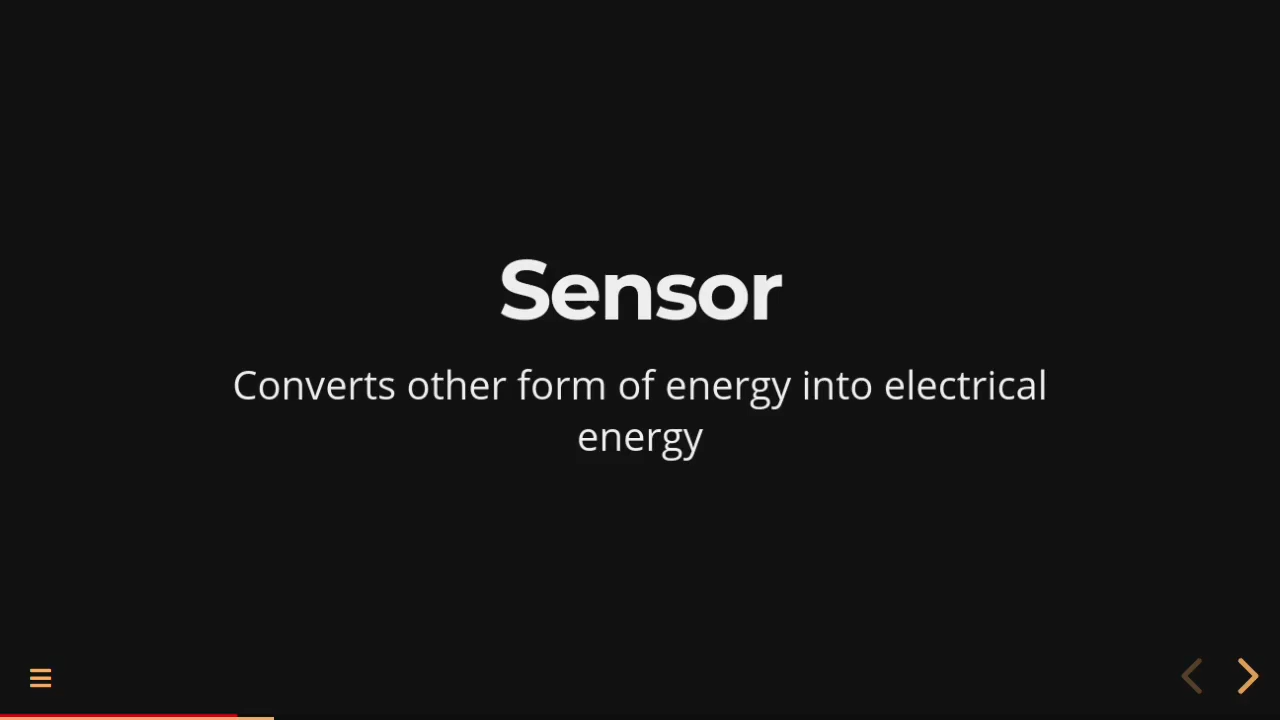 Sensor
Converts other form of energy into electrical
energy